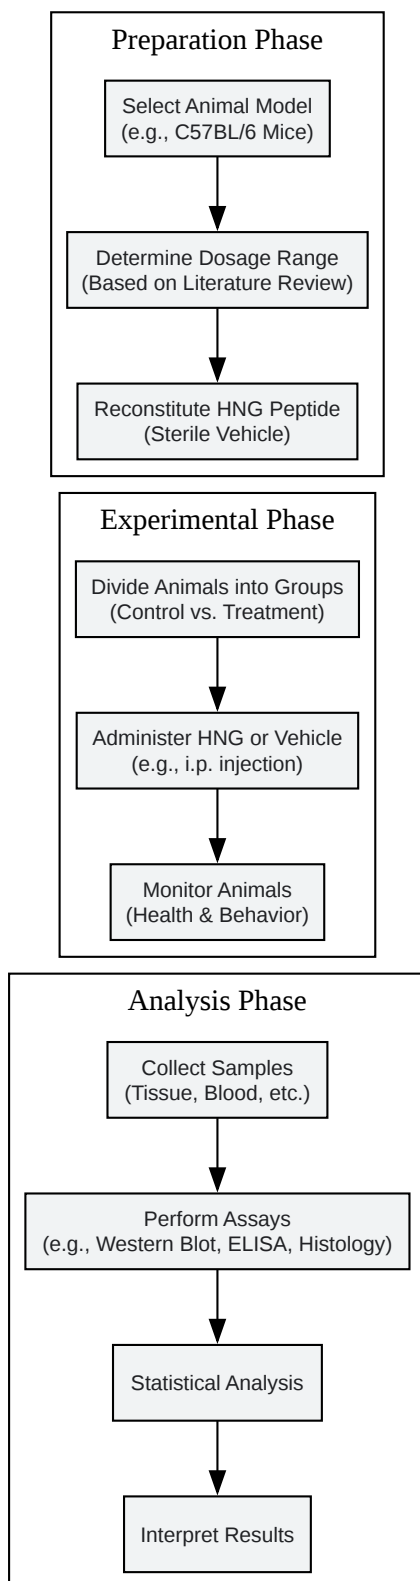 Preparation Phase
Select Animal Model
(e.g., C57BL/6 Mice)
Determine Dosage Range
(Based on Literature Review)
Reconstitute HNG Peptide
(Sterile Vehicle)
Experimental Phase
Divide Animals into Groups
(Control vs. Treatment)
Administer HNG or Vehicle
(e.g., i.p. injection)
Monitor Animals
(Health & Behavior)
Analysis Phase
Collect Samples
(Tissue, Blood, etc.)
Perform Assays
(e.g., Western Blot, ELISA, Histology)
Statistical Analysis
Interpret Results